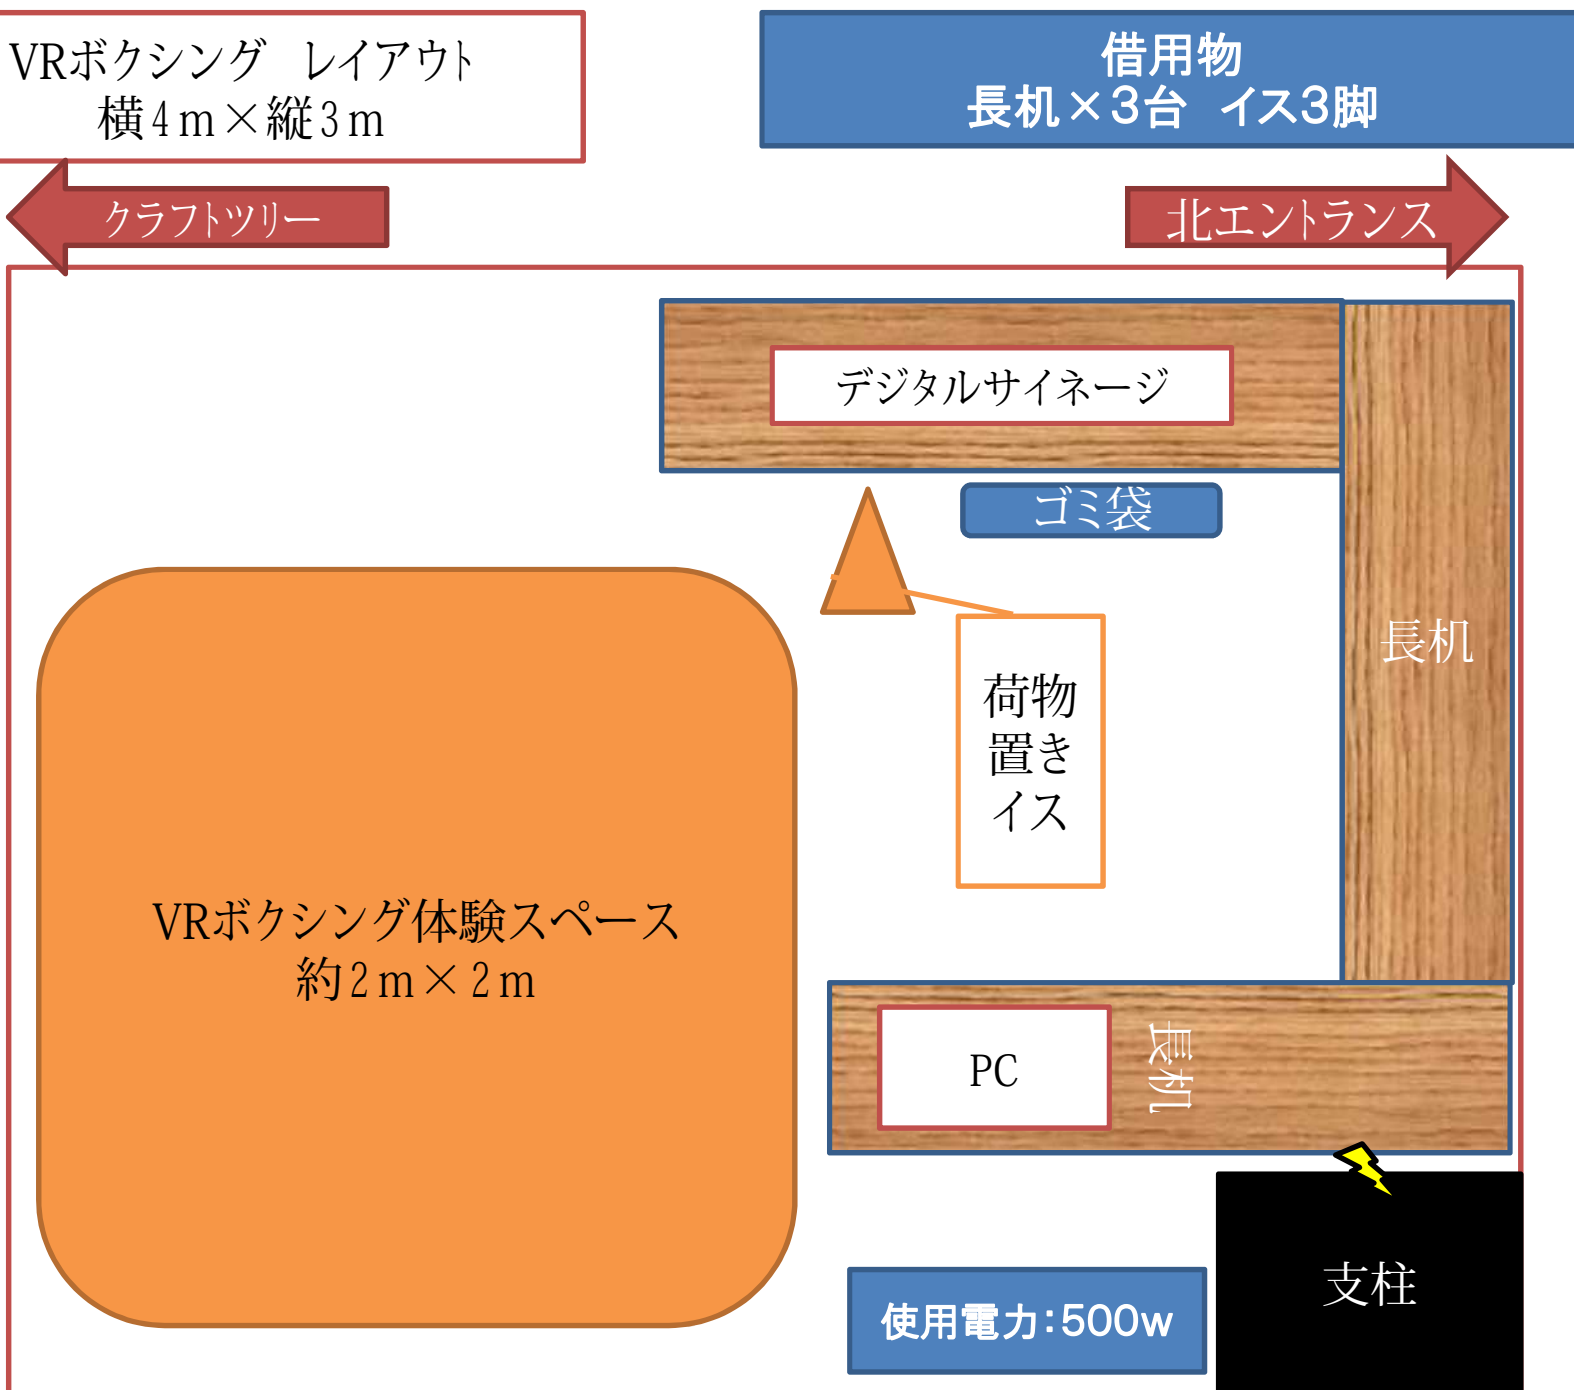 VRボクシング　レイアウト
横4ｍ×縦3ｍ
借用物
長机×3台　イス3脚
クラフトツリー
北エントランス
デジタルサイネージ
ゴミ袋
長机
荷物
置き
イス
VRボクシング体験スペース
約2ｍ×2ｍ
PC
長机
支柱
使用電力：500w